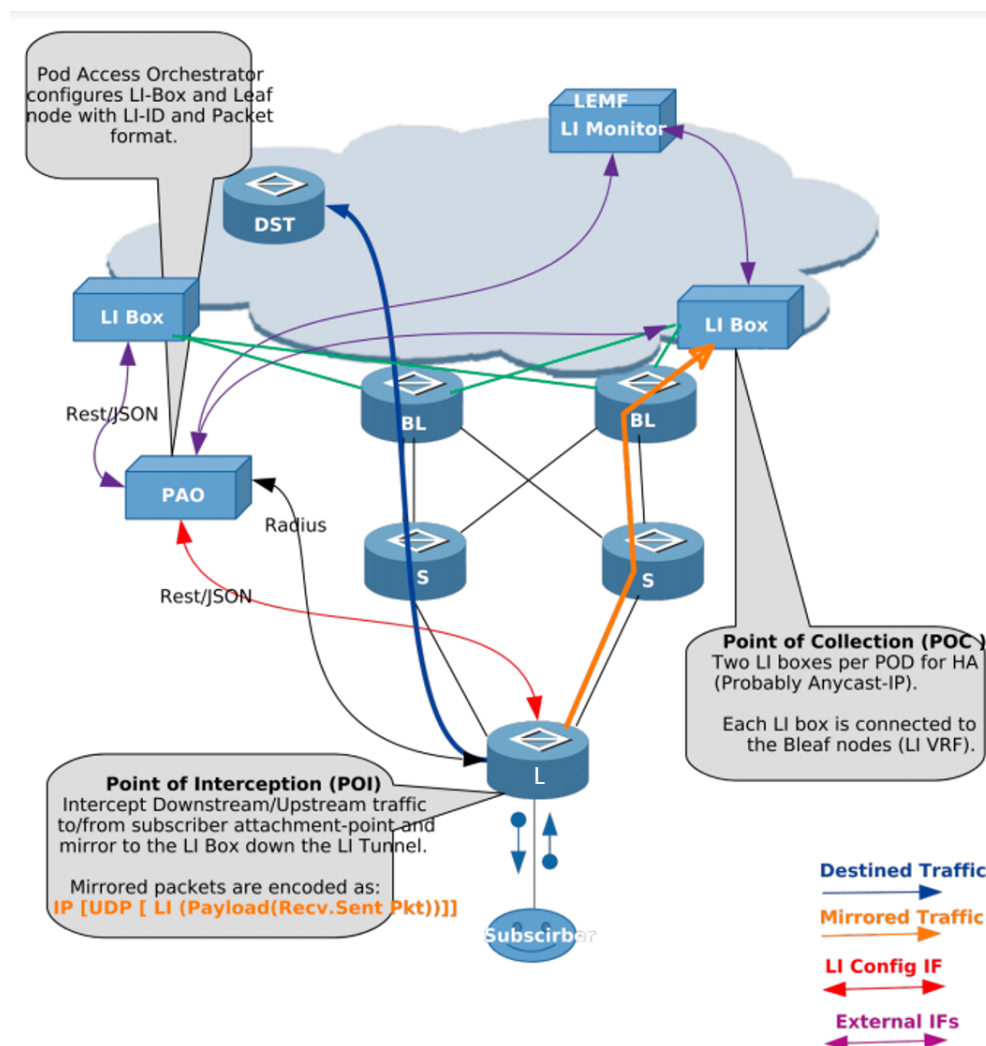 Pod Access Orchestrator
configures LI-Box and Leaf
node with LI-ID and Packet
format.
LEMF
LI Monitor
DST
LI Box
LI Box
BL
BL
Rest/JSON
PAO
Radius
S
S
Rest/JSON
Point of Collection (POC )
Two LI boxes per POD for HA
(Probably Anycast-IP).
Each LI box is connected to
the Bleaf nodes (LI VRF).
L
Point of Interception (POI)
Intercept Downstream/Upstream traffic
to/from subscriber attachment-point and
mirror to the LI Box down the LI Tunnel.
Mirrored packets are encoded as:
IP [UDP [ LI (Payload(Recv.Sent Pkt))]]
Subscirber
Destined Traffic
Mirrored Traffic
LI Config IF
External IFs